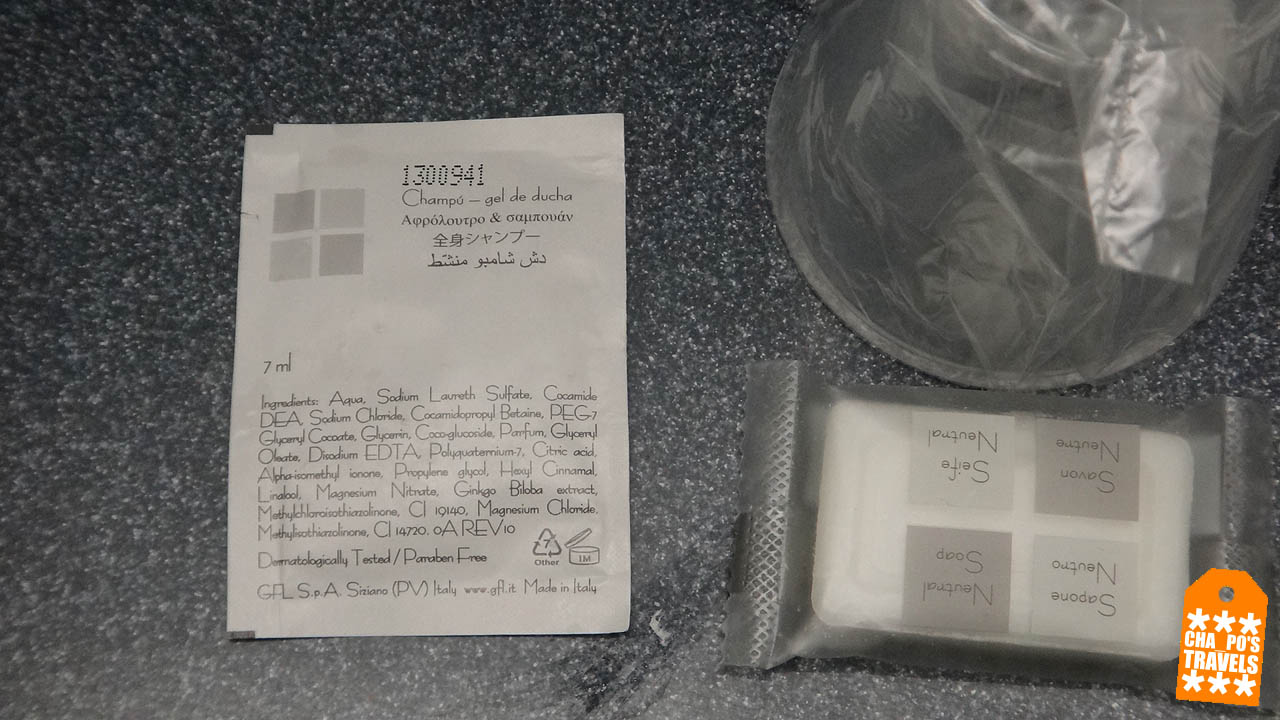 1300941
Champú – gel de ducha
Αφρόλουτρο & σαμπουάν
全身シャンプー
دش شامبو منشّط
7 ml
Ingredients: Aqua, Sodium Laureth Sulfate, Cocamide
DEA, Sodium Chloride, Cocamidopropyl Betaine, PEG-7
Glyceryl Cocoate, Glycerin, Coco-glucoside, Parfum, Glyceryl
Oleate, Disodium EDTA, Polyquaternium-7, Citric acid,
Alpha-isomethyl ionone, Propylene glycol, Hexyl Cinnamal,
Linalool, Magnesium Nitrate, Ginkgo Biloba extract,
Methylchloroisothiazolinone, CI 19140, Magnesium Chloride,
Methylisothiazolinone, CI 14720. 0A REV10
Dermatologically Tested / Paraben Free
7
Other
1M
GFL S.p.A. Siziano (PV) Italy www.gfl.it Made in Italy
Sapone
Neutro
Neutral
Soap
Savon
Neutre
Seife
Neutral
CHA PO'S
TRAVELS